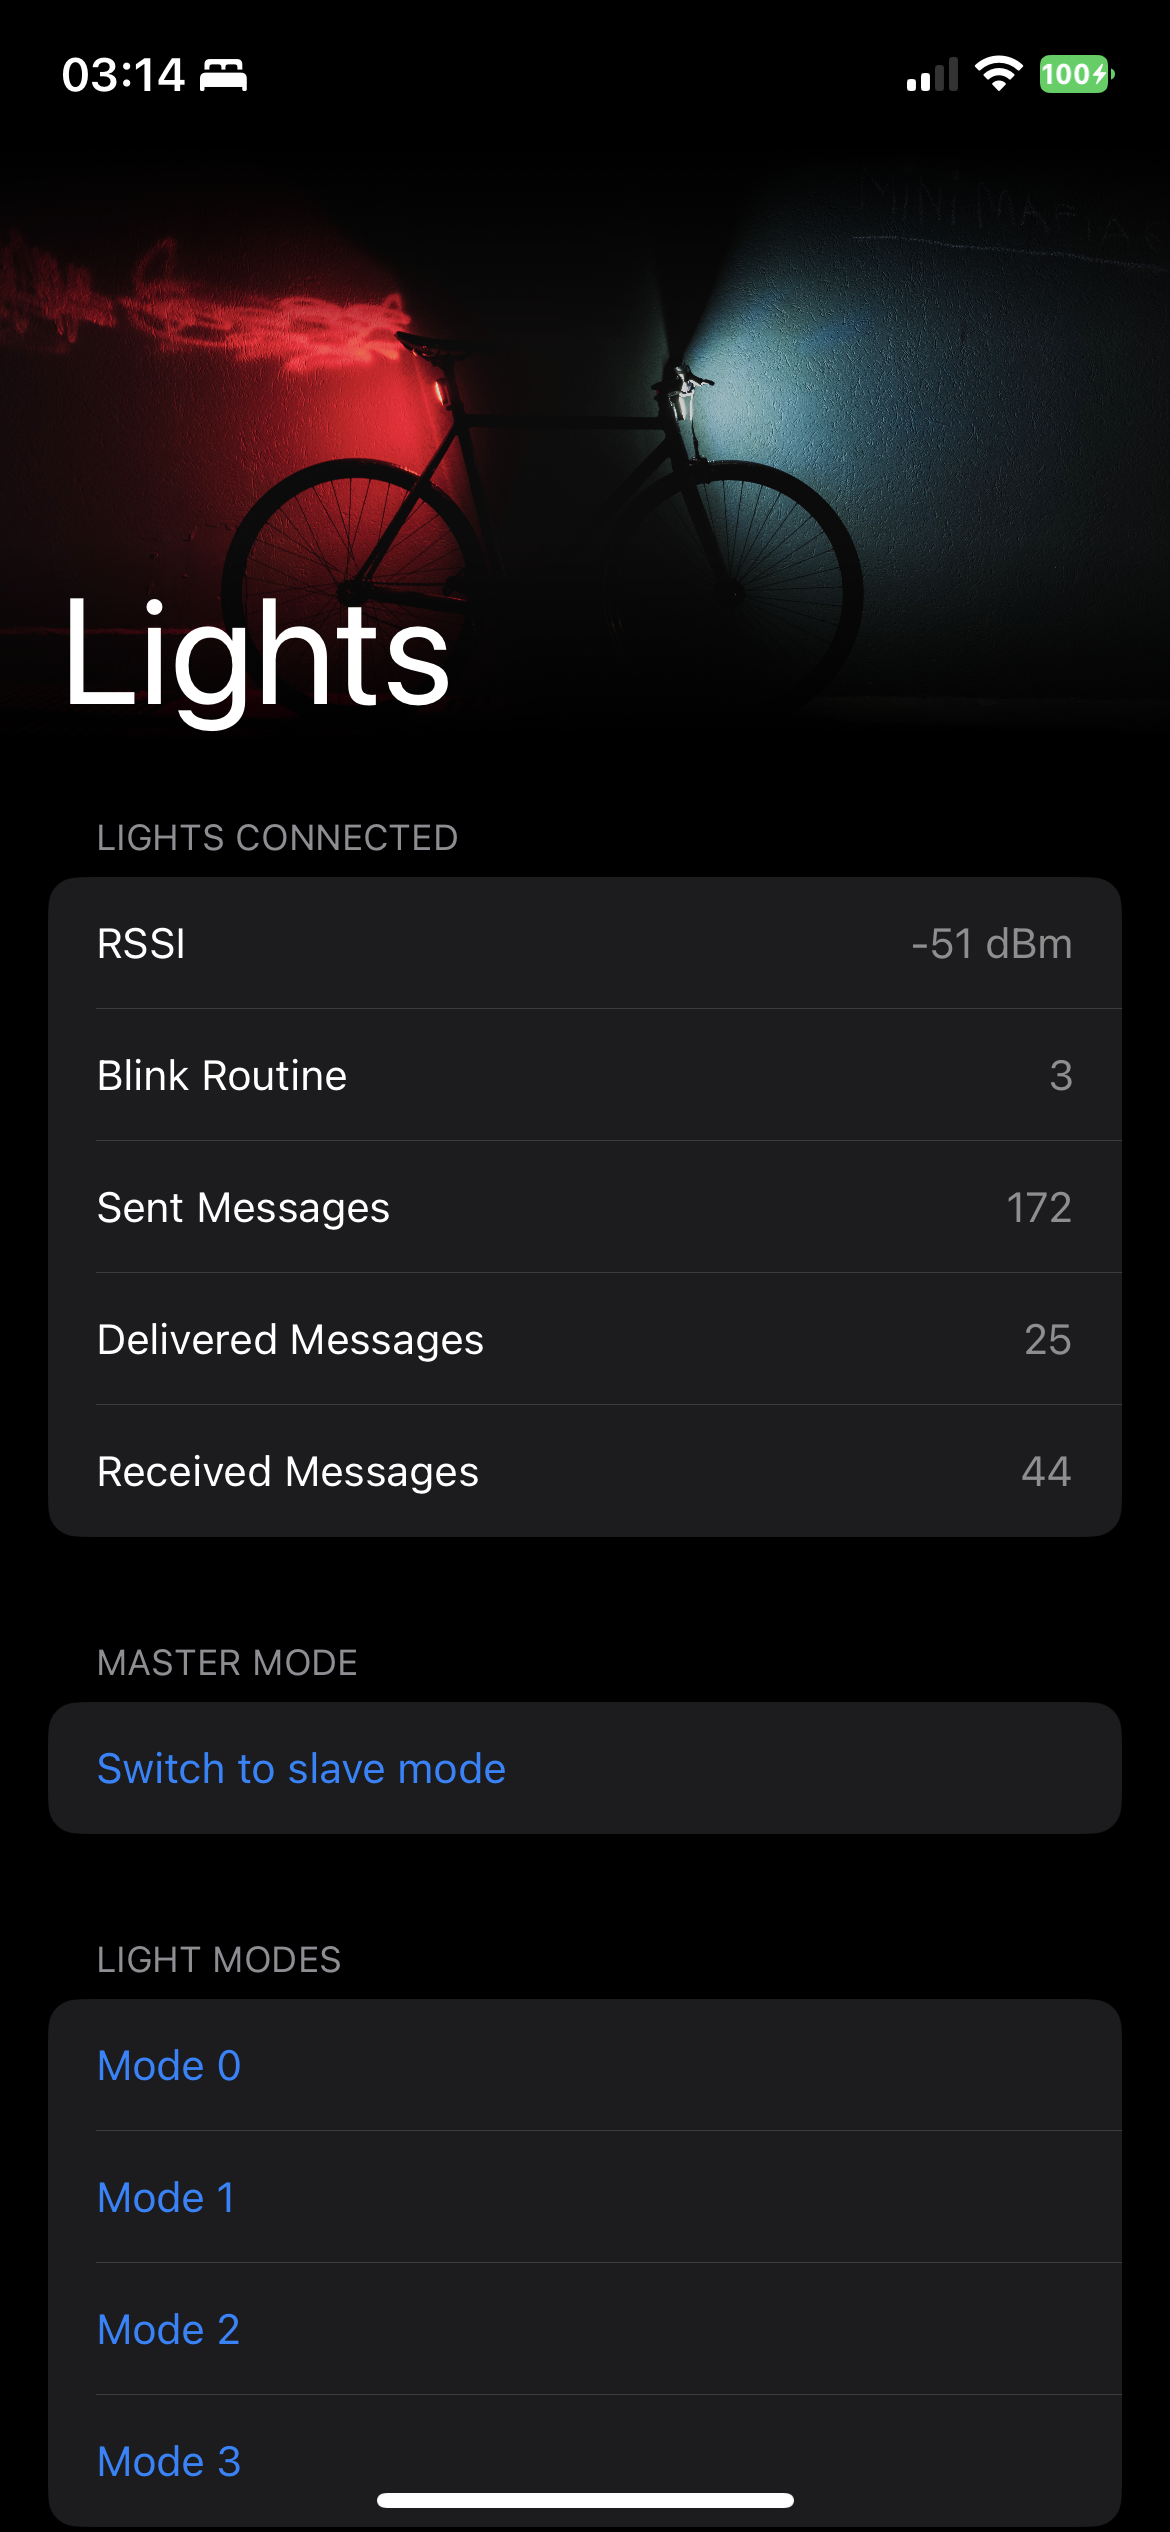 03:14
100
Lights
LIGHTS CONNECTED
RSSI -51 dBm
Blink Routine 3
Sent Messages 172
Delivered Messages 25
Received Messages 44
MASTER MODE
Switch to slave mode
LIGHT MODES
Mode 0
Mode 1
Mode 2
Mode 3